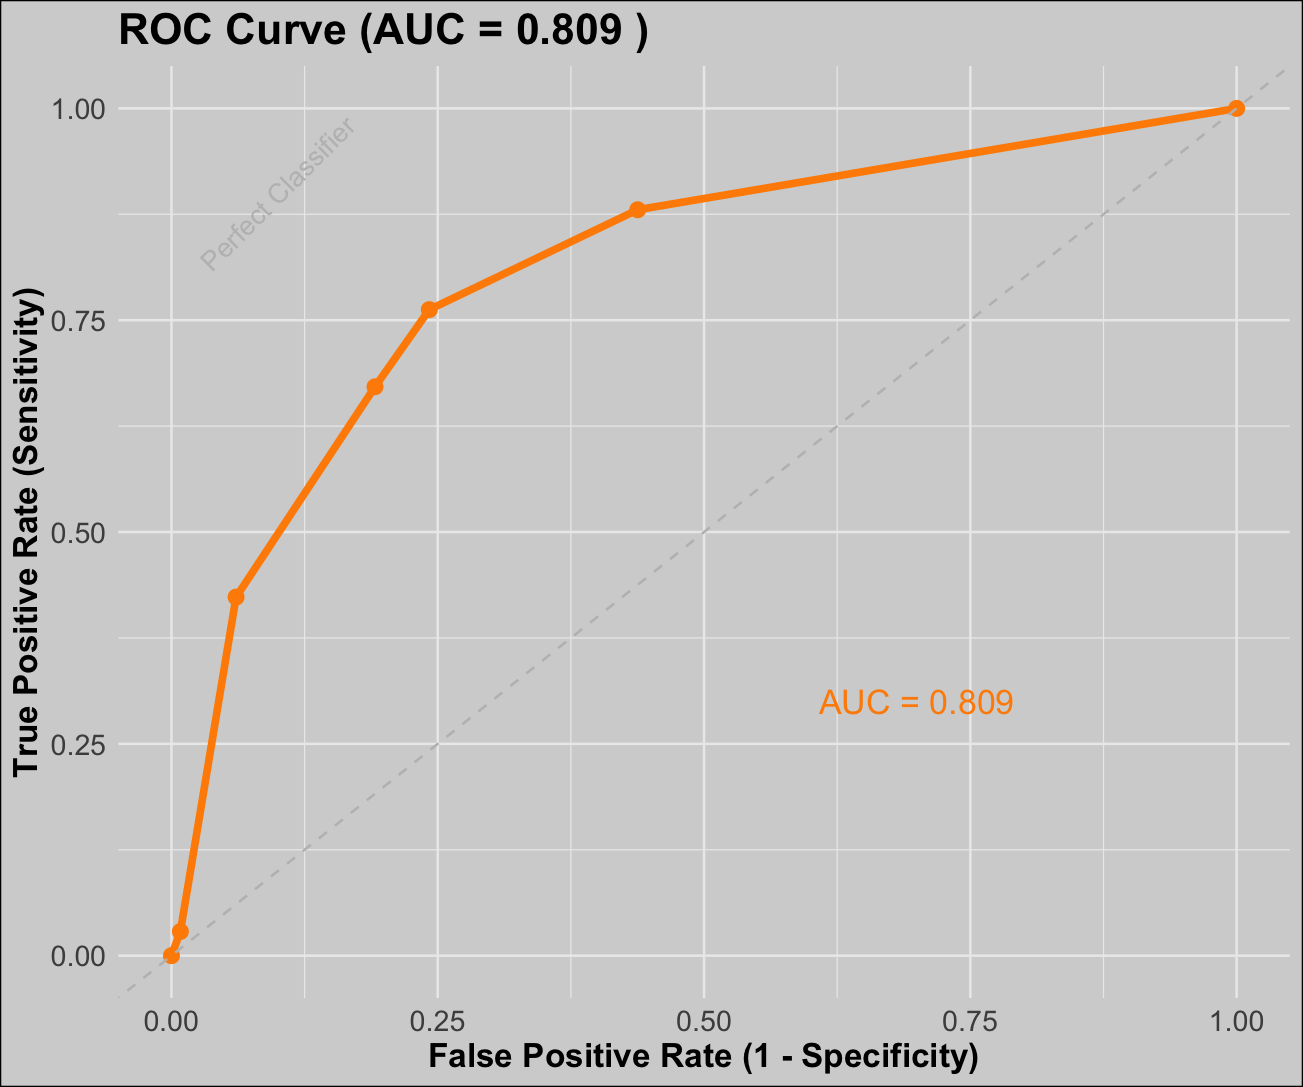 ROC Curve (AUC = 0.809 )
True Positive Rate (Sensitivity)
1.00
0.75
0.50
0.25
0.00
Perfect Classifier
AUC = 0.809
0.00 0.25 0.50 0.75 1.00
False Positive Rate (1 - Specificity)